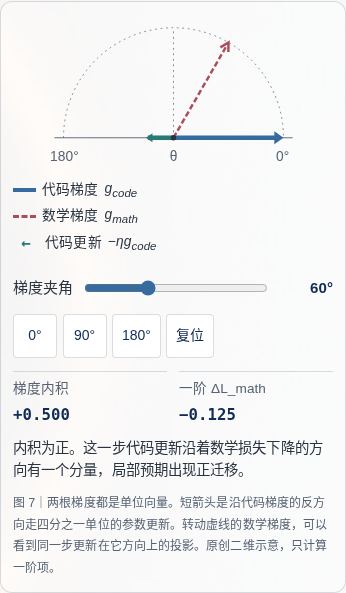 180°
θ
0°
代码梯度 g_code
数学梯度 g_math
← 代码更新 −ηg_code
梯度夹角 60°
0° 90° 180° 复位
梯度内积 一阶 ΔL_math
+0.500 −0.125
内积为正。这一步代码更新沿着数学损失下降的方
向有一个分量，局部预期出现正迁移。
图 7｜两根梯度都是单位向量。短箭头是沿代码梯度的反方
向走四分之一单位的参数更新。转动虚线的数学梯度，可以
看到同一步更新在它方向上的投影。原创二维示意，只计算
一阶项。